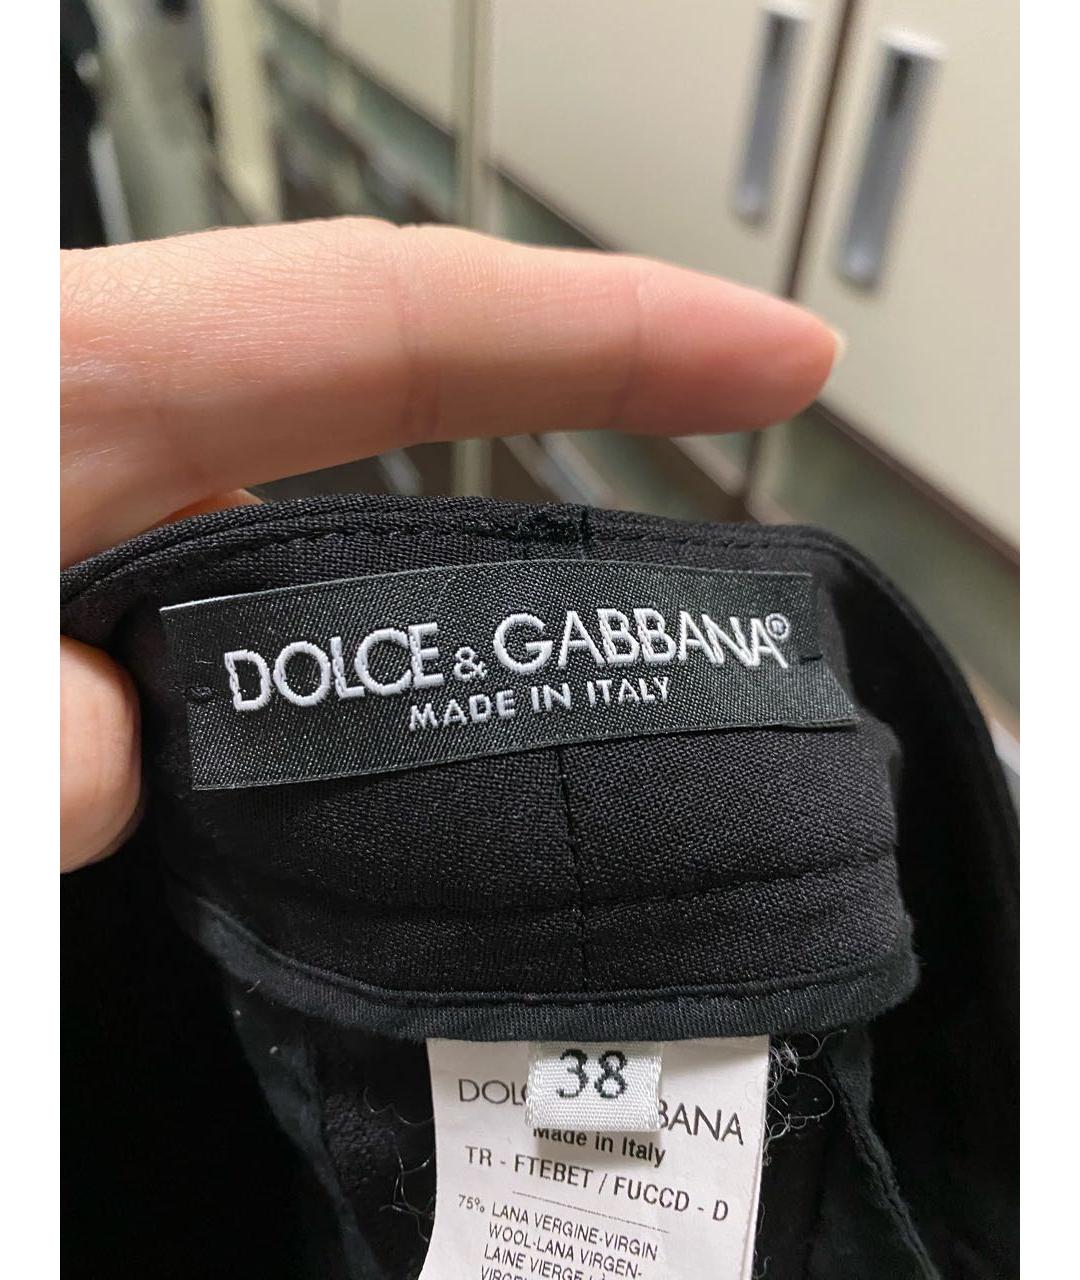 DOLCE & GABBANA®
MADE IN ITALY
38
DOL BANA
Made in Italy
TR - FTEBET / FUCCD - D
75% LANA VERGINE-VIRGIN
WOOL-LANA VIRGEN-
LAINE VIERGE